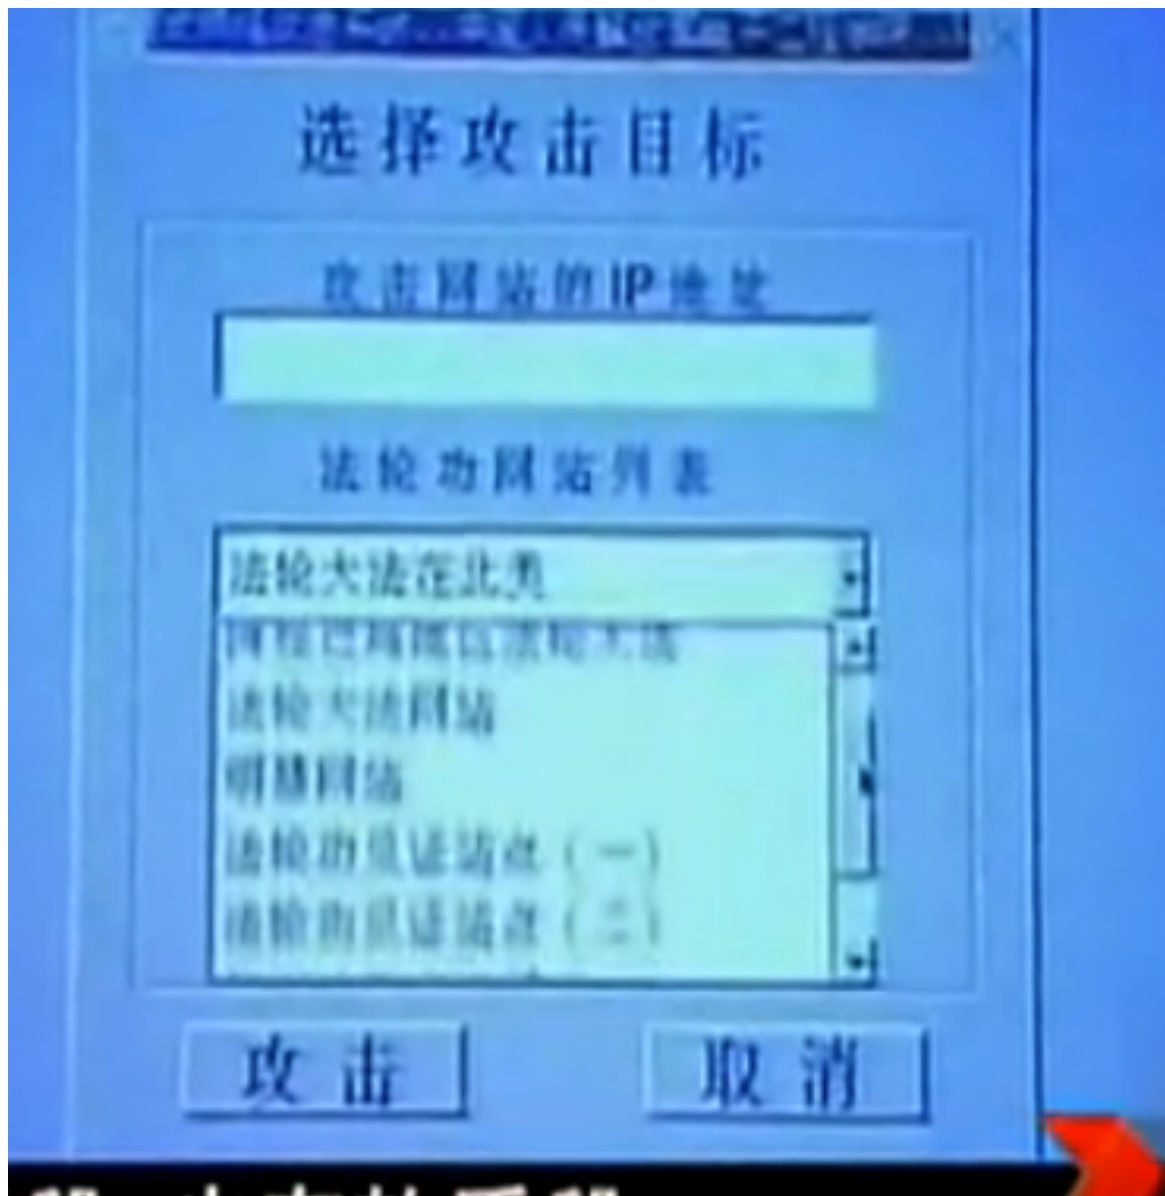 选择攻击目标
攻击网站的IP地址
法轮功网站列表
法轮大法在北美
法轮大法网站
明慧网站
法轮功见证站点（一）
法轮功见证站点（二）
攻击
取消